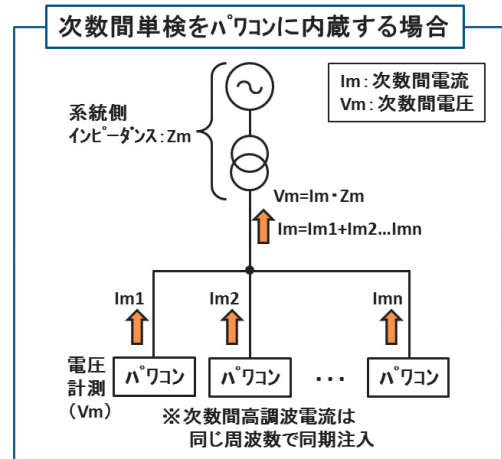 次数間単検をﾊﾟﾜｺﾝに内蔵する場合
Im：次数間電流
Vm：次数間電圧
系統側
ｲﾝﾋﾟｰﾀﾞﾝｽ：Zm
Vm=Im・Zm
Im=Im1+Im2...Imn
Im1
Im2
Imn
電圧
計測
（Vm）
ﾊﾟﾜｺﾝ
ﾊﾟﾜｺﾝ
・・・
ﾊﾟﾜｺﾝ
※次数間高調波電流は
同じ周波数で同期注入